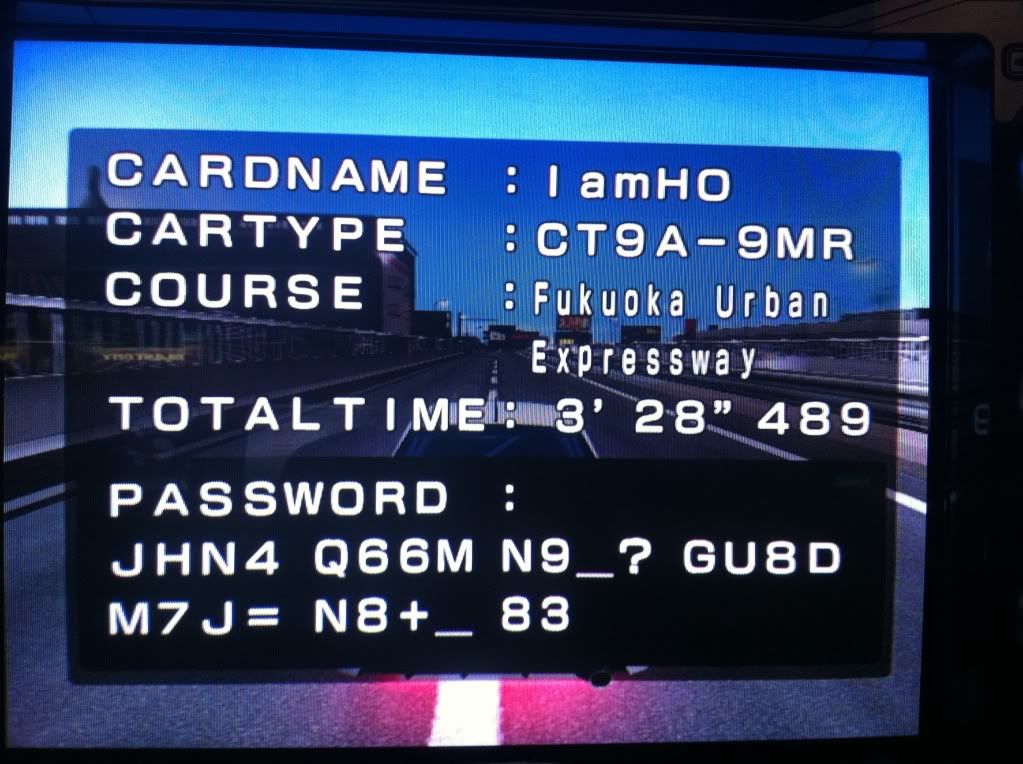 CARDNAME : I amHO
CARTYPE : CT9A-9MR
COURSE : Fukuoka Urban
Expressway
TOTALTIME: 3' 28" 489
PASSWORD :
JHN4 Q66M N9_? GU8D
M7J= N8+_ 83